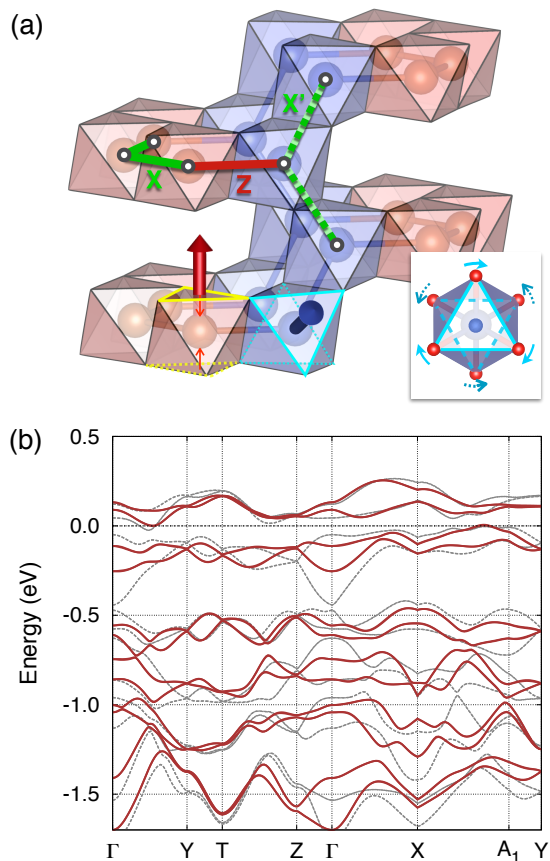 (a)
X'
X
Z
(b)
Energy (eV)
0.5
0.0
-0.5
-1.0
-1.5
Γ Y T Z Γ X A1 Y